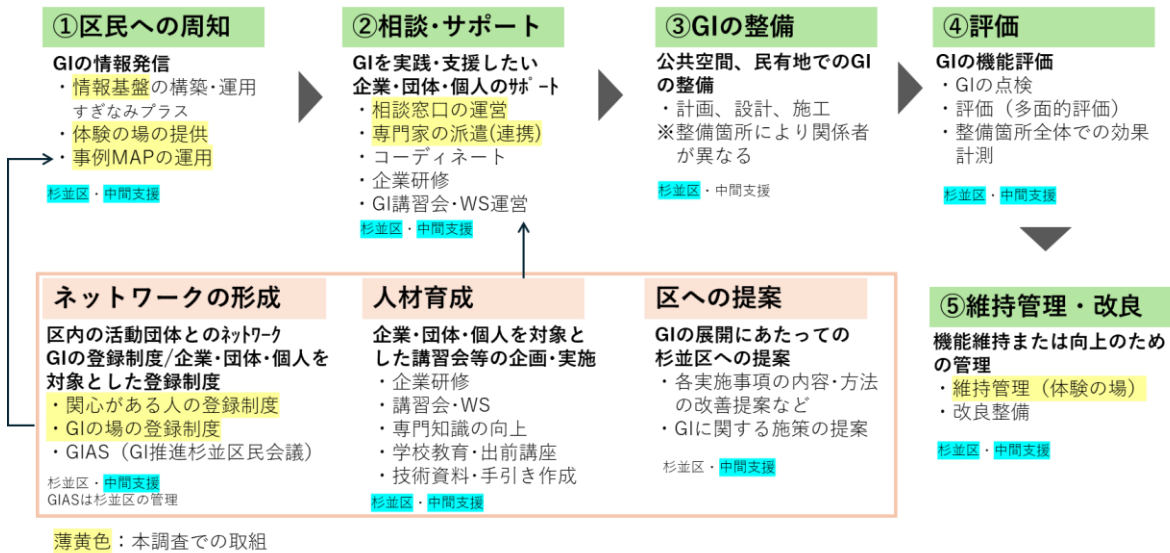 ①区民への周知
GIの情報発信
・情報基盤の構築・運用
すぎなみプラス
・体験の場の提供
・事例MAPの運用
杉並区・中間支援
②相談・サポート
GIを実践・支援したい
企業・団体・個人のサポート
・相談窓口の運営
・専門家の派遣(連携)
・コーディネート
・企業研修
・GI講習会・WS運営
杉並区・中間支援
③GIの整備
公共空間、民有地でのGI
の整備
・計画、設計、施工
※整備箇所により関係者
が異なる
杉並区・中間支援
④評価
GIの機能評価
・GIの点検
・評価（多面的評価）
・整備箇所全体での効果
計測
杉並区・中間支援
ネットワークの形成
区内の活動団体とのネットワーク
GIの登録制度/企業・団体・個人を
対象とした登録制度
・関心がある人の登録制度
・GIの場の登録制度
・GIAS（GI推進杉並区民会議）
杉並区・中間支援
GIASは杉並区の管理
人材育成
企業・団体・個人を対象と
した講習会等の企画・実施
・企業研修
・講習会・WS
・専門知識の向上
・学校教育・出前講座
・技術資料・手引き作成
杉並区・中間支援
区への提案
GIの展開にあたっての
杉並区への提案
・各実施事項の内容・方法
の改善提案など
・GIに関する施策の提案
杉並区・中間支援
⑤維持管理・改良
機能維持または向上のため
の管理
・維持管理（体験の場）
・改良整備
杉並区・中間支援
薄黄色：本調査での取組